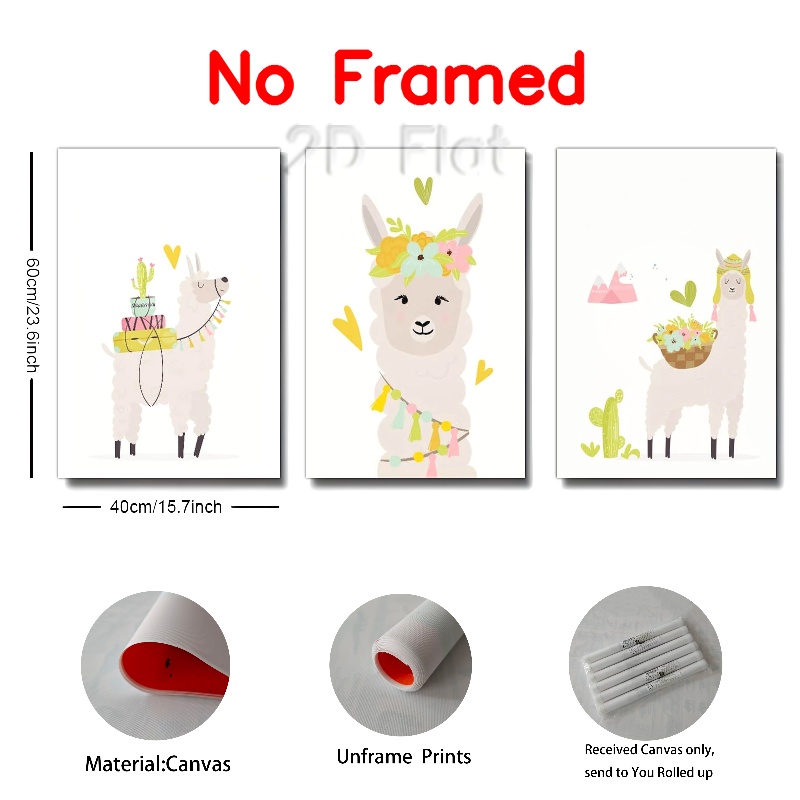 No Framed
2D Flat
60cm/23.6inch
40cm/15.7inch
Material:Canvas
Unframe Prints
Received Canvas only,
send to You Rolled up